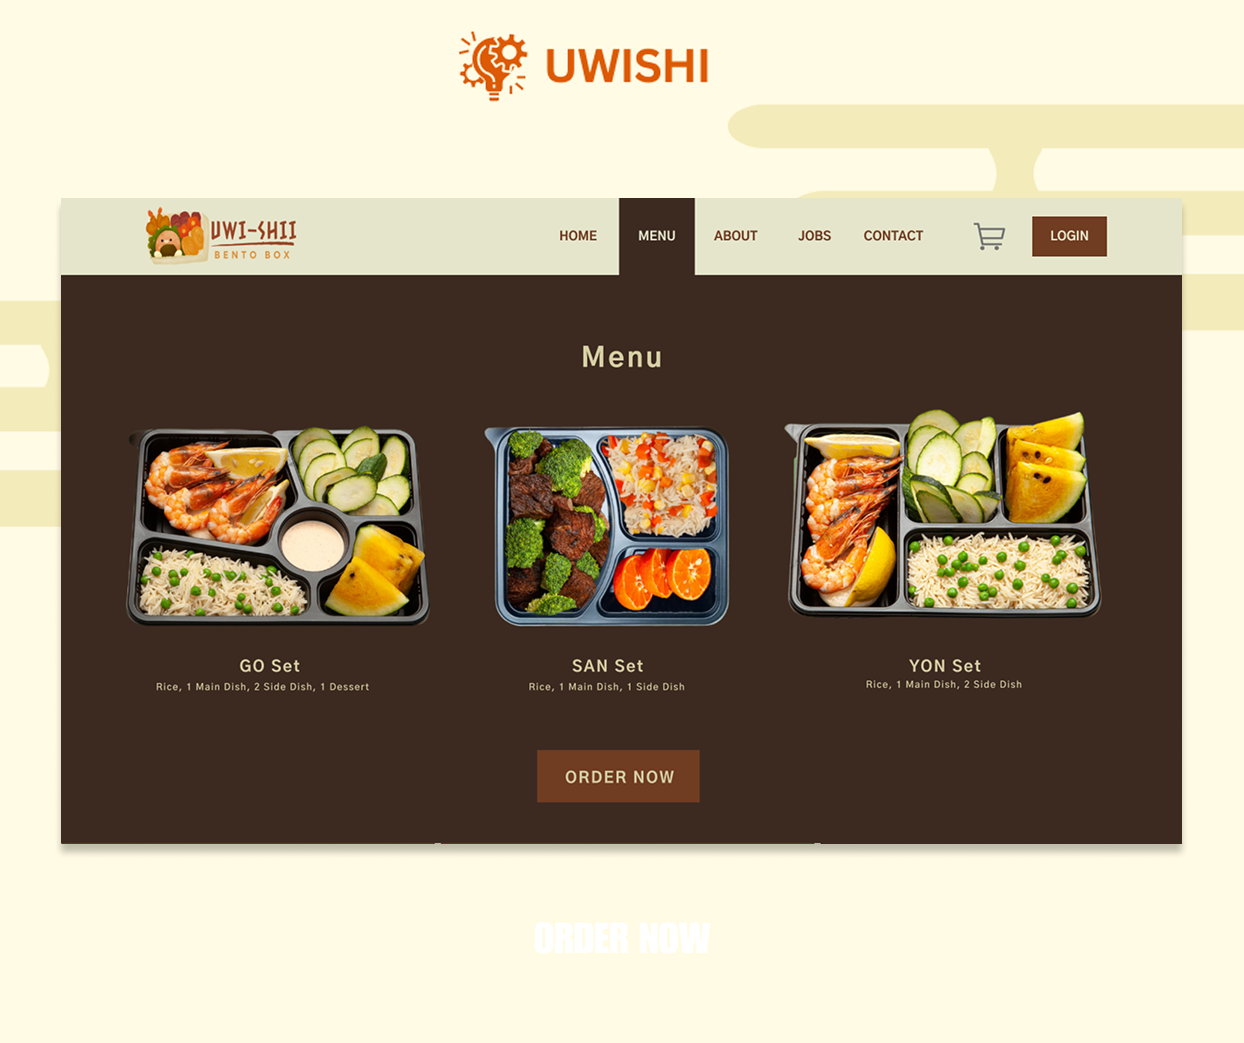 UWISHI
UWI-SHII
BENTO BOX
HOME MENU ABOUT JOBS CONTACT LOGIN
Menu
GO Set
Rice, 1 Main Dish, 2 Side Dish, 1 Dessert
SAN Set
Rice, 1 Main Dish, 1 Side Dish
YON Set
Rice, 1 Main Dish, 2 Side Dish
ORDER NOW
ORDER NOW